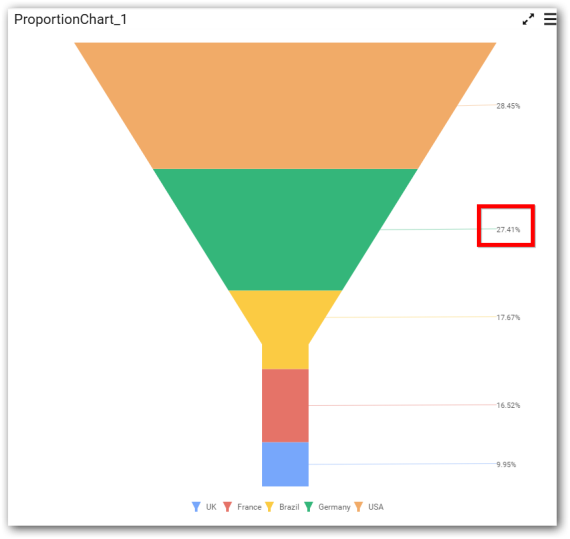 ProportionChart_1
28.45%
27.41%
17.67%
16.52%
9.95%
UK France Brazil Germany USA